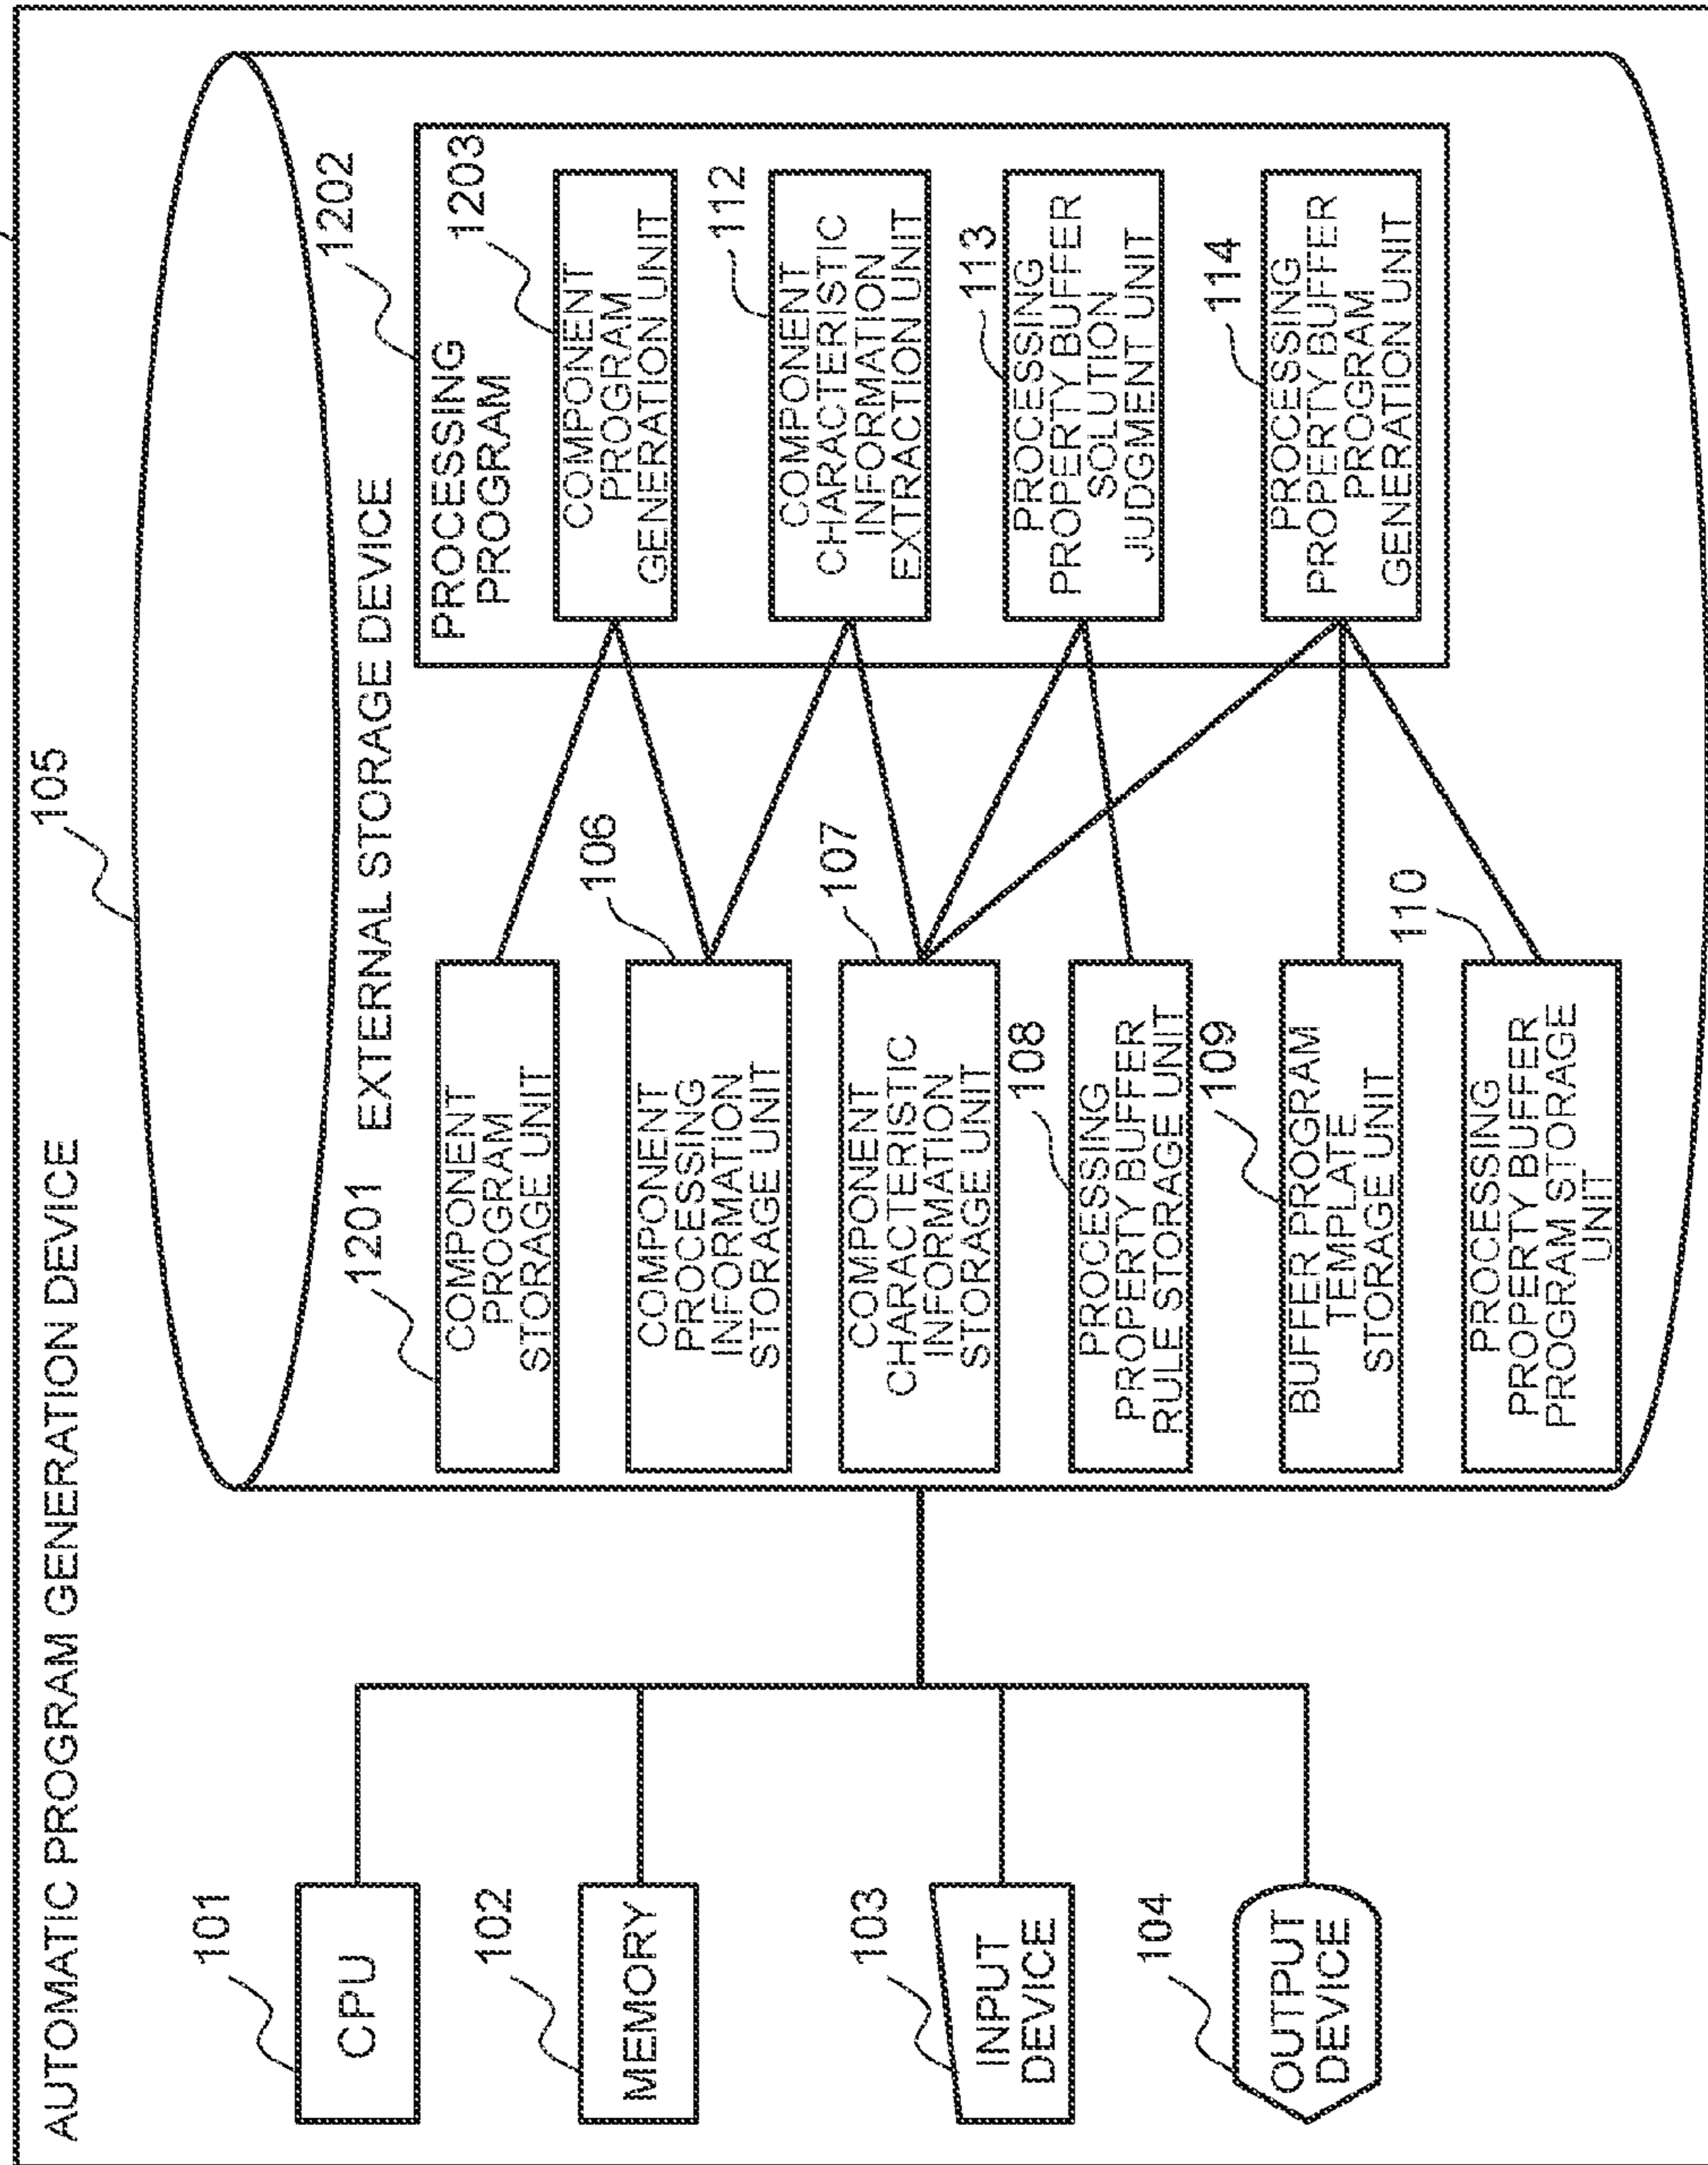 AUTOMATIC PROGRAM GENERATION DEVICE
105
101
CPU
102
MEMORY
103
INPUT
DEVICE
104
OUTPUT
DEVICE
EXTERNAL STORAGE DEVICE
1201
COMPONENT
PROGRAM
STORAGE UNIT
106
COMPONENT
PROCESSING
INFORMATION
STORAGE UNIT
107
COMPONENT
CHARACTERISTIC
INFORMATION
STORAGE UNIT
108
PROCESSING
PROPERTY BUFFER
RULE STORAGE UNIT
109
BUFFER PROGRAM
TEMPLATE
STORAGE UNIT
110
PROCESSING
PROPERTY BUFFER
PROGRAM STORAGE
UNIT
1202
PROCESSING
PROGRAM
1203
COMPONENT
PROGRAM
GENERATION UNIT
112
COMPONENT
CHARACTERISTIC
INFORMATION
EXTRACTION UNIT
113
PROCESSING
PROPERTY BUFFER
SOLUTION
JUDGMENT UNIT
114
PROCESSING
PROPERTY BUFFER
PROGRAM
GENERATION UNIT